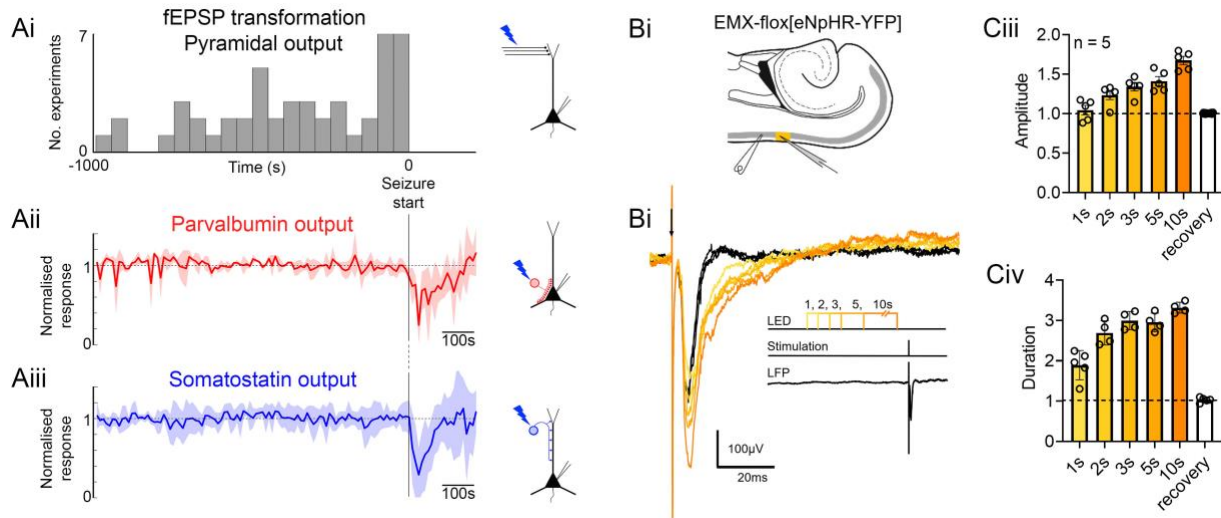 Ai
fEPSP transformation
Pyramidal output
No. experiments
7
0
-1000
Time (s)
0
Seizure
start
Aii
Parvalbumin output
Normalised
response
1
0
100s
Aiii
Somatostatin output
Normalised
response
1
0
100s
Bi
EMX-flox[eNpHR-YFP]
Bi
1, 2, 3, 5, 10s
LED
Stimulation
LFP
100µV
20ms
Ciii
n = 5
Amplitude
2.0
1.5
1.0
0.5
0.0
1s
2s
3s
5s
10s
recovery
Civ
Duration
4
3
2
1
0
1s
2s
3s
5s
10s
recovery